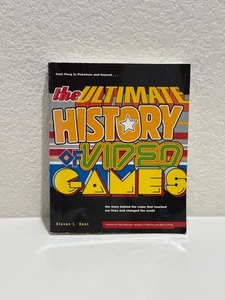 from Pong to Pokémon and beyond . . .
the ULTIMATE
HISTORY
OF VIDEO
GAMES
the story behind the craze that touched
our lives and changed the world
Steven L. Kent